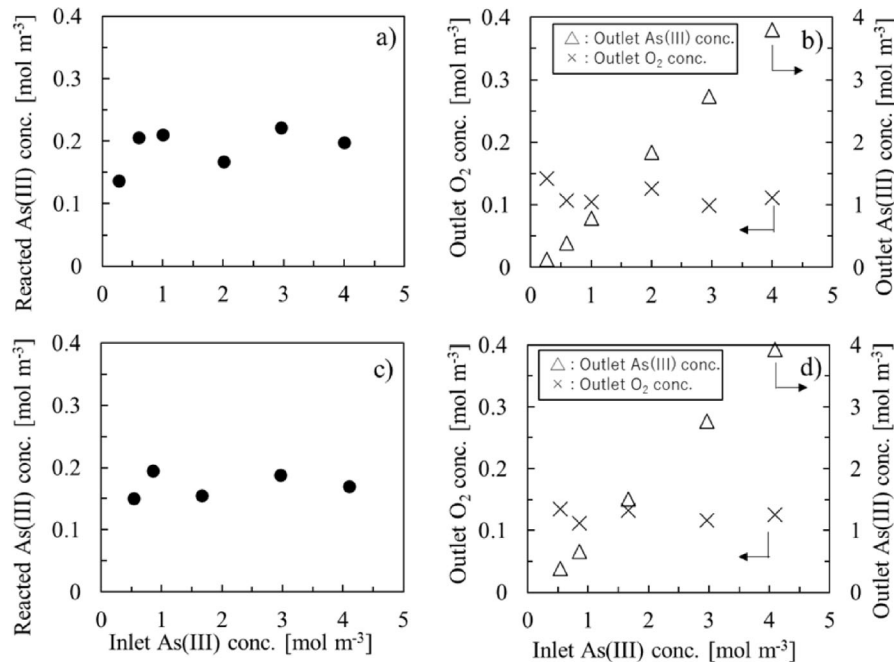 a)
Reacted As(III) conc. [mol m-3]
0.4
0.3
0.2
0.1
0
0 1 2 3 4 5
b)
△ : Outlet As(III) conc.
× : Outlet O2 conc.
Outlet O2 conc. [mol m-3]
0.4
0.3
0.2
0.1
0
0 1 2 3 4 5
4
3
2
1
0
Outlet As(III) conc. [mol m-3]
c)
Reacted As(III) conc. [mol m-3]
0.4
0.3
0.2
0.1
0
0 1 2 3 4 5
Inlet As(III) conc. [mol m-3]
d)
△ : Outlet As(III) conc.
× : Outlet O2 conc.
Outlet O2 conc. [mol m-3]
0.4
0.3
0.2
0.1
0
0 1 2 3 4 5
4
3
2
1
0
Outlet As(III) conc. [mol m-3]
Inlet As(III) conc. [mol m-3]